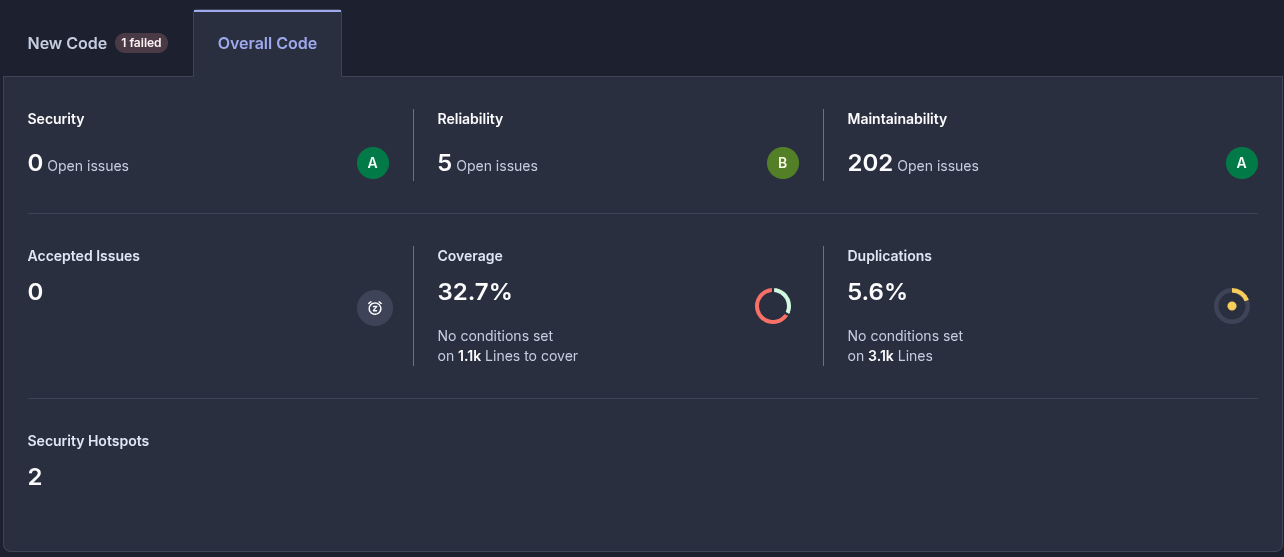 New Code 1 failed Overall Code
Security
0 Open issues A
Reliability
5 Open issues B
Maintainability
202 Open issues A
Accepted Issues
0
Coverage
32.7%
No conditions set
on 1.1k Lines to cover
Duplications
5.6%
No conditions set
on 3.1k Lines
Security Hotspots
2